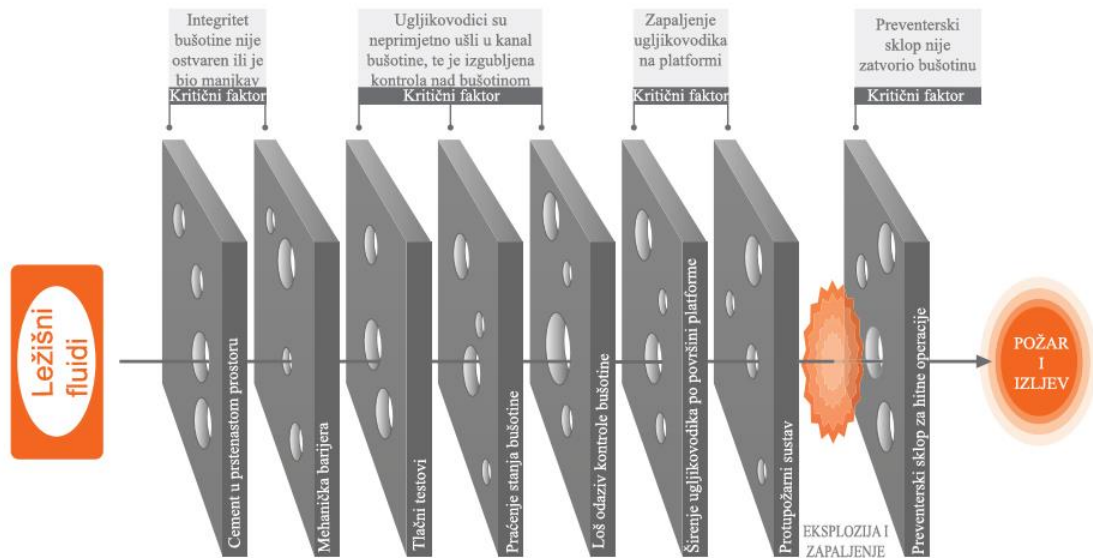 Integritet
bušotine nije
ostvaren ili je
bio manjkav
Kritični faktor
Ugljikovodici su
neprimjetno ušli u kanal
bušotine, te je izgubljena
kontrola nad bušotinom
Kritični faktor
Zapaljenje
ugljikovodika
na platformi
Kritični faktor
Preventerski
sklop nije
zatvorio bušotinu
Kritični faktor
Ležišni
fluidi
Cement u prstenastom prostoru
Mehanička barijera
Tlačni testovi
Praćenje stanja bušotine
Loš odaziv kontrole bušotine
Širenje ugljikovodika po površini platforme
Protupožarni sustav
EKSPLOZIJA I
ZAPALJENJE
Preventerski sklop za hitne operacije
POŽAR
I
IZLJEV